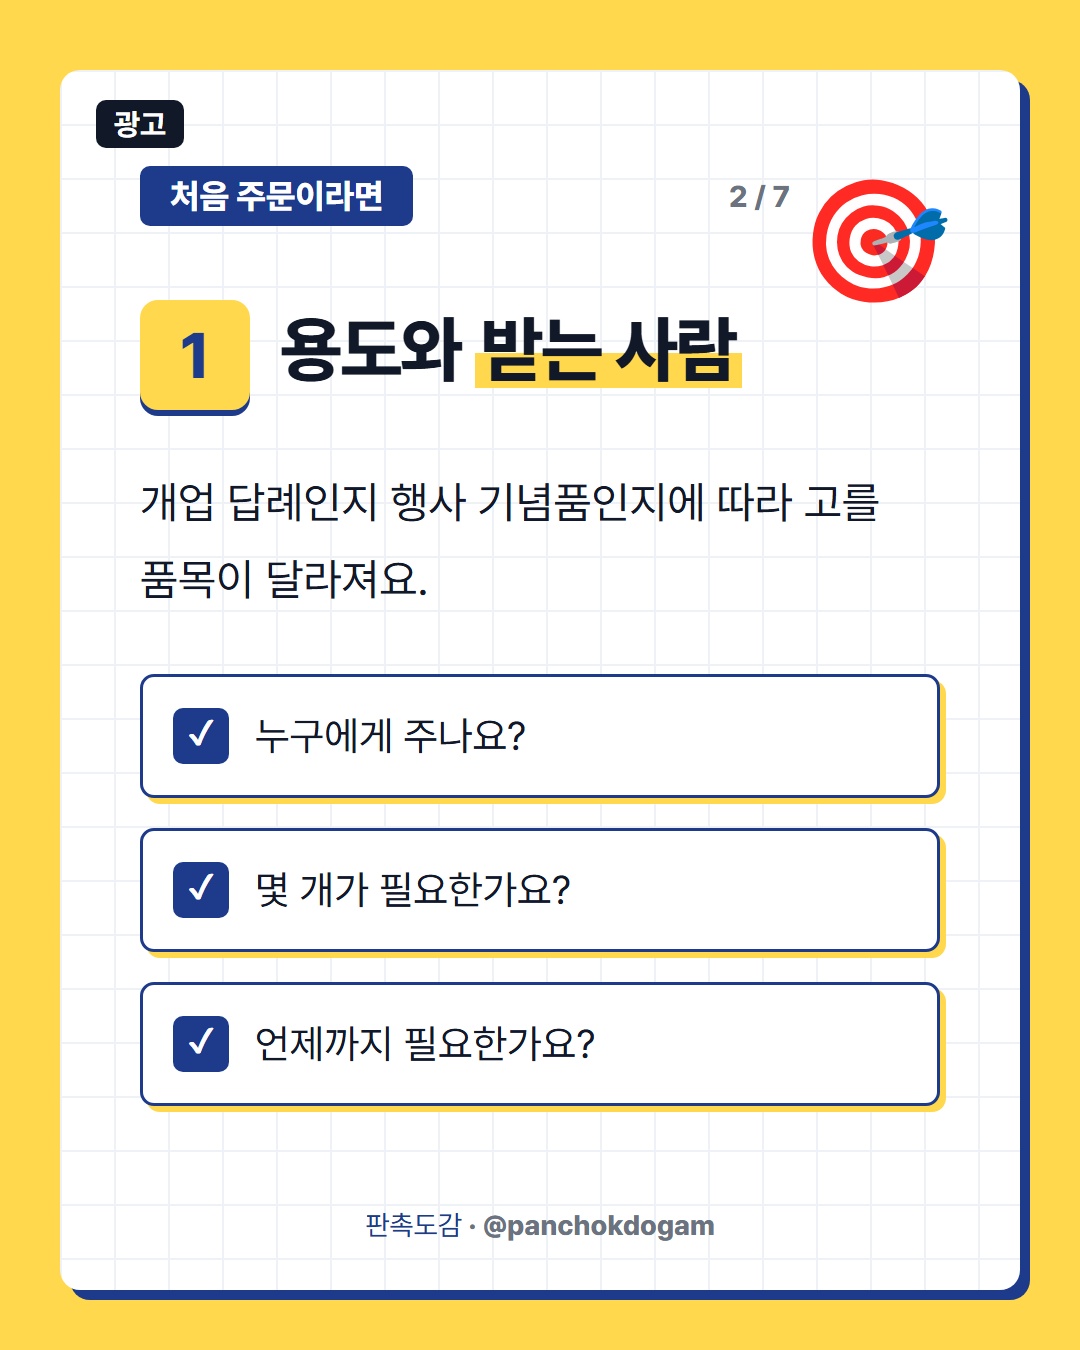 광고
처음 주문이라면
2 / 7
1
용도와 받는 사람
개업 답례인지 행사 기념품인지에 따라 고를
품목이 달라져요.
누구에게 주나요?
몇 개가 필요한가요?
언제까지 필요한가요?
판촉도감 · @panchokdogam